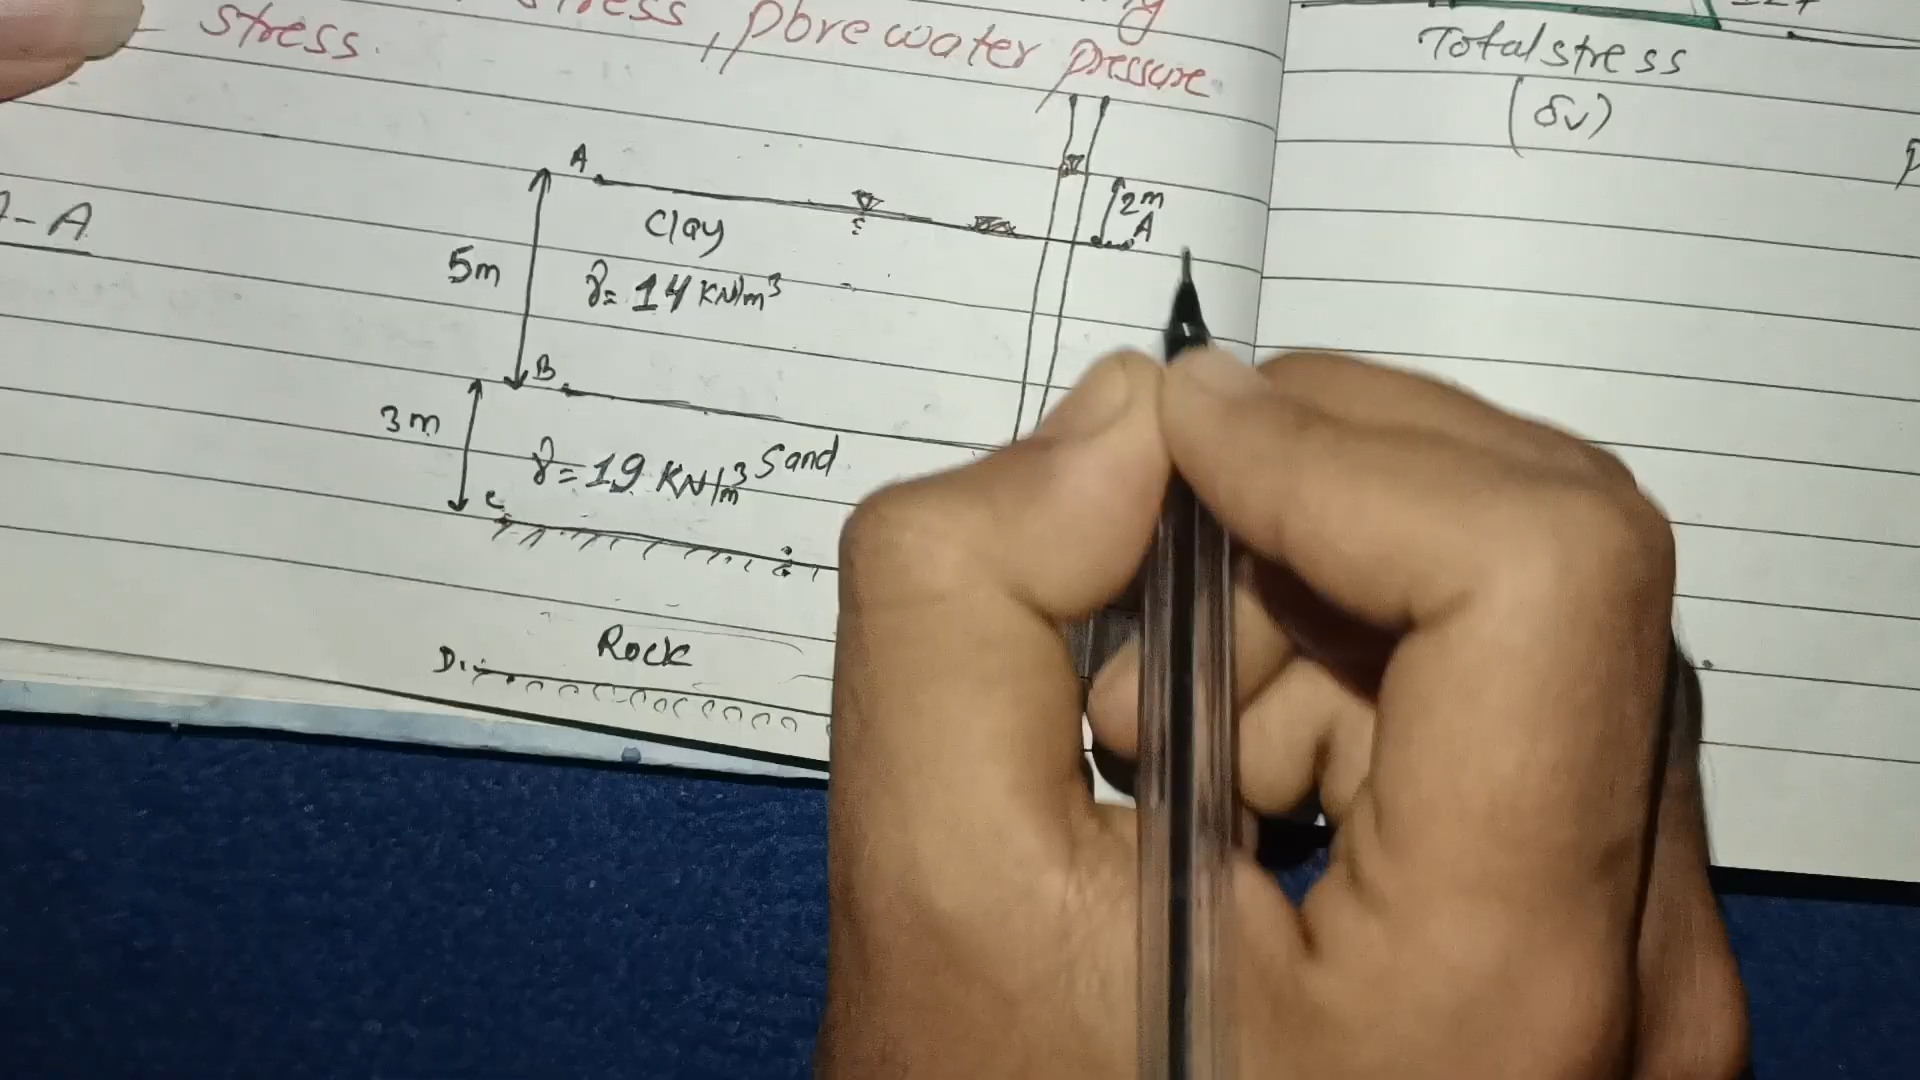 stress, pore water pressure
stress.
A
2m
A
Clay
5m
γ = 14 KN/m³
B
3m
γ = 19 KN/m³ Sand
C
Rock
D
- A
Total stress
(σv)